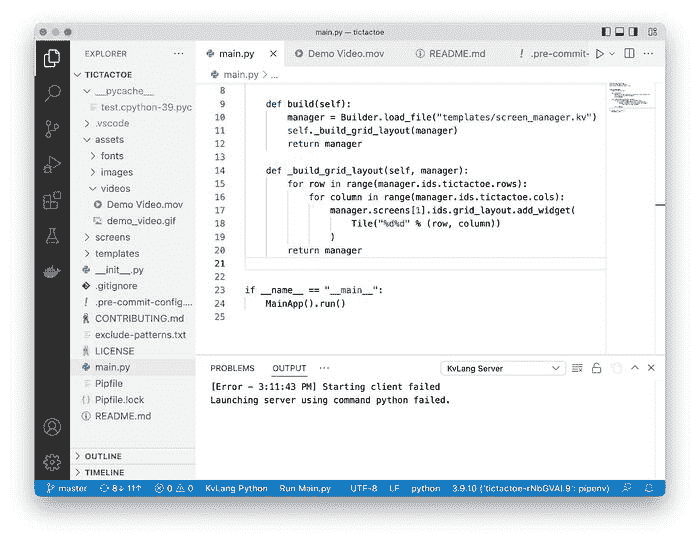 main.py — tictactoe
EXPLORER
TICTACTOE
__pycache__
test.cpython-39.pyc
.vscode
assets
fonts
images
videos
Demo Video.mov
demo_video.gif
screens
templates
__init__.py
.gitignore
.pre-commit-config....
CONTRIBUTING.md
exclude-patterns.txt
LICENSE
main.py
Pipfile
Pipfile.lock
README.md
OUTLINE
TIMELINE
main.py Demo Video.mov README.md .pre-commit-
main.py > ...
8
9 def build(self):
10 manager = Builder.load_file("templates/screen_manager.kv")
11 self._build_grid_layout(manager)
12 return manager
13
14 def _build_grid_layout(self, manager):
15 for row in range(manager.ids.tictactoe.rows):
16 for column in range(manager.ids.tictactoe.cols):
17 manager.screens[1].ids.grid_layout.add_widget(
18 Tile("%d%d" % (row, column))
19 )
20 return manager
21
22
23 if __name__ == "__main__":
24 MainApp().run()
25
PROBLEMS OUTPUT ... KvLang Server
[Error - 3:11:43 PM] Starting client failed
Launching server using command python failed.
master 8↓ 11↑ 0 0 KvLang Python Run Main.py UTF-8 LF python 3.9.10 ('tictactoe-rNbGVAI.9': pipenv)